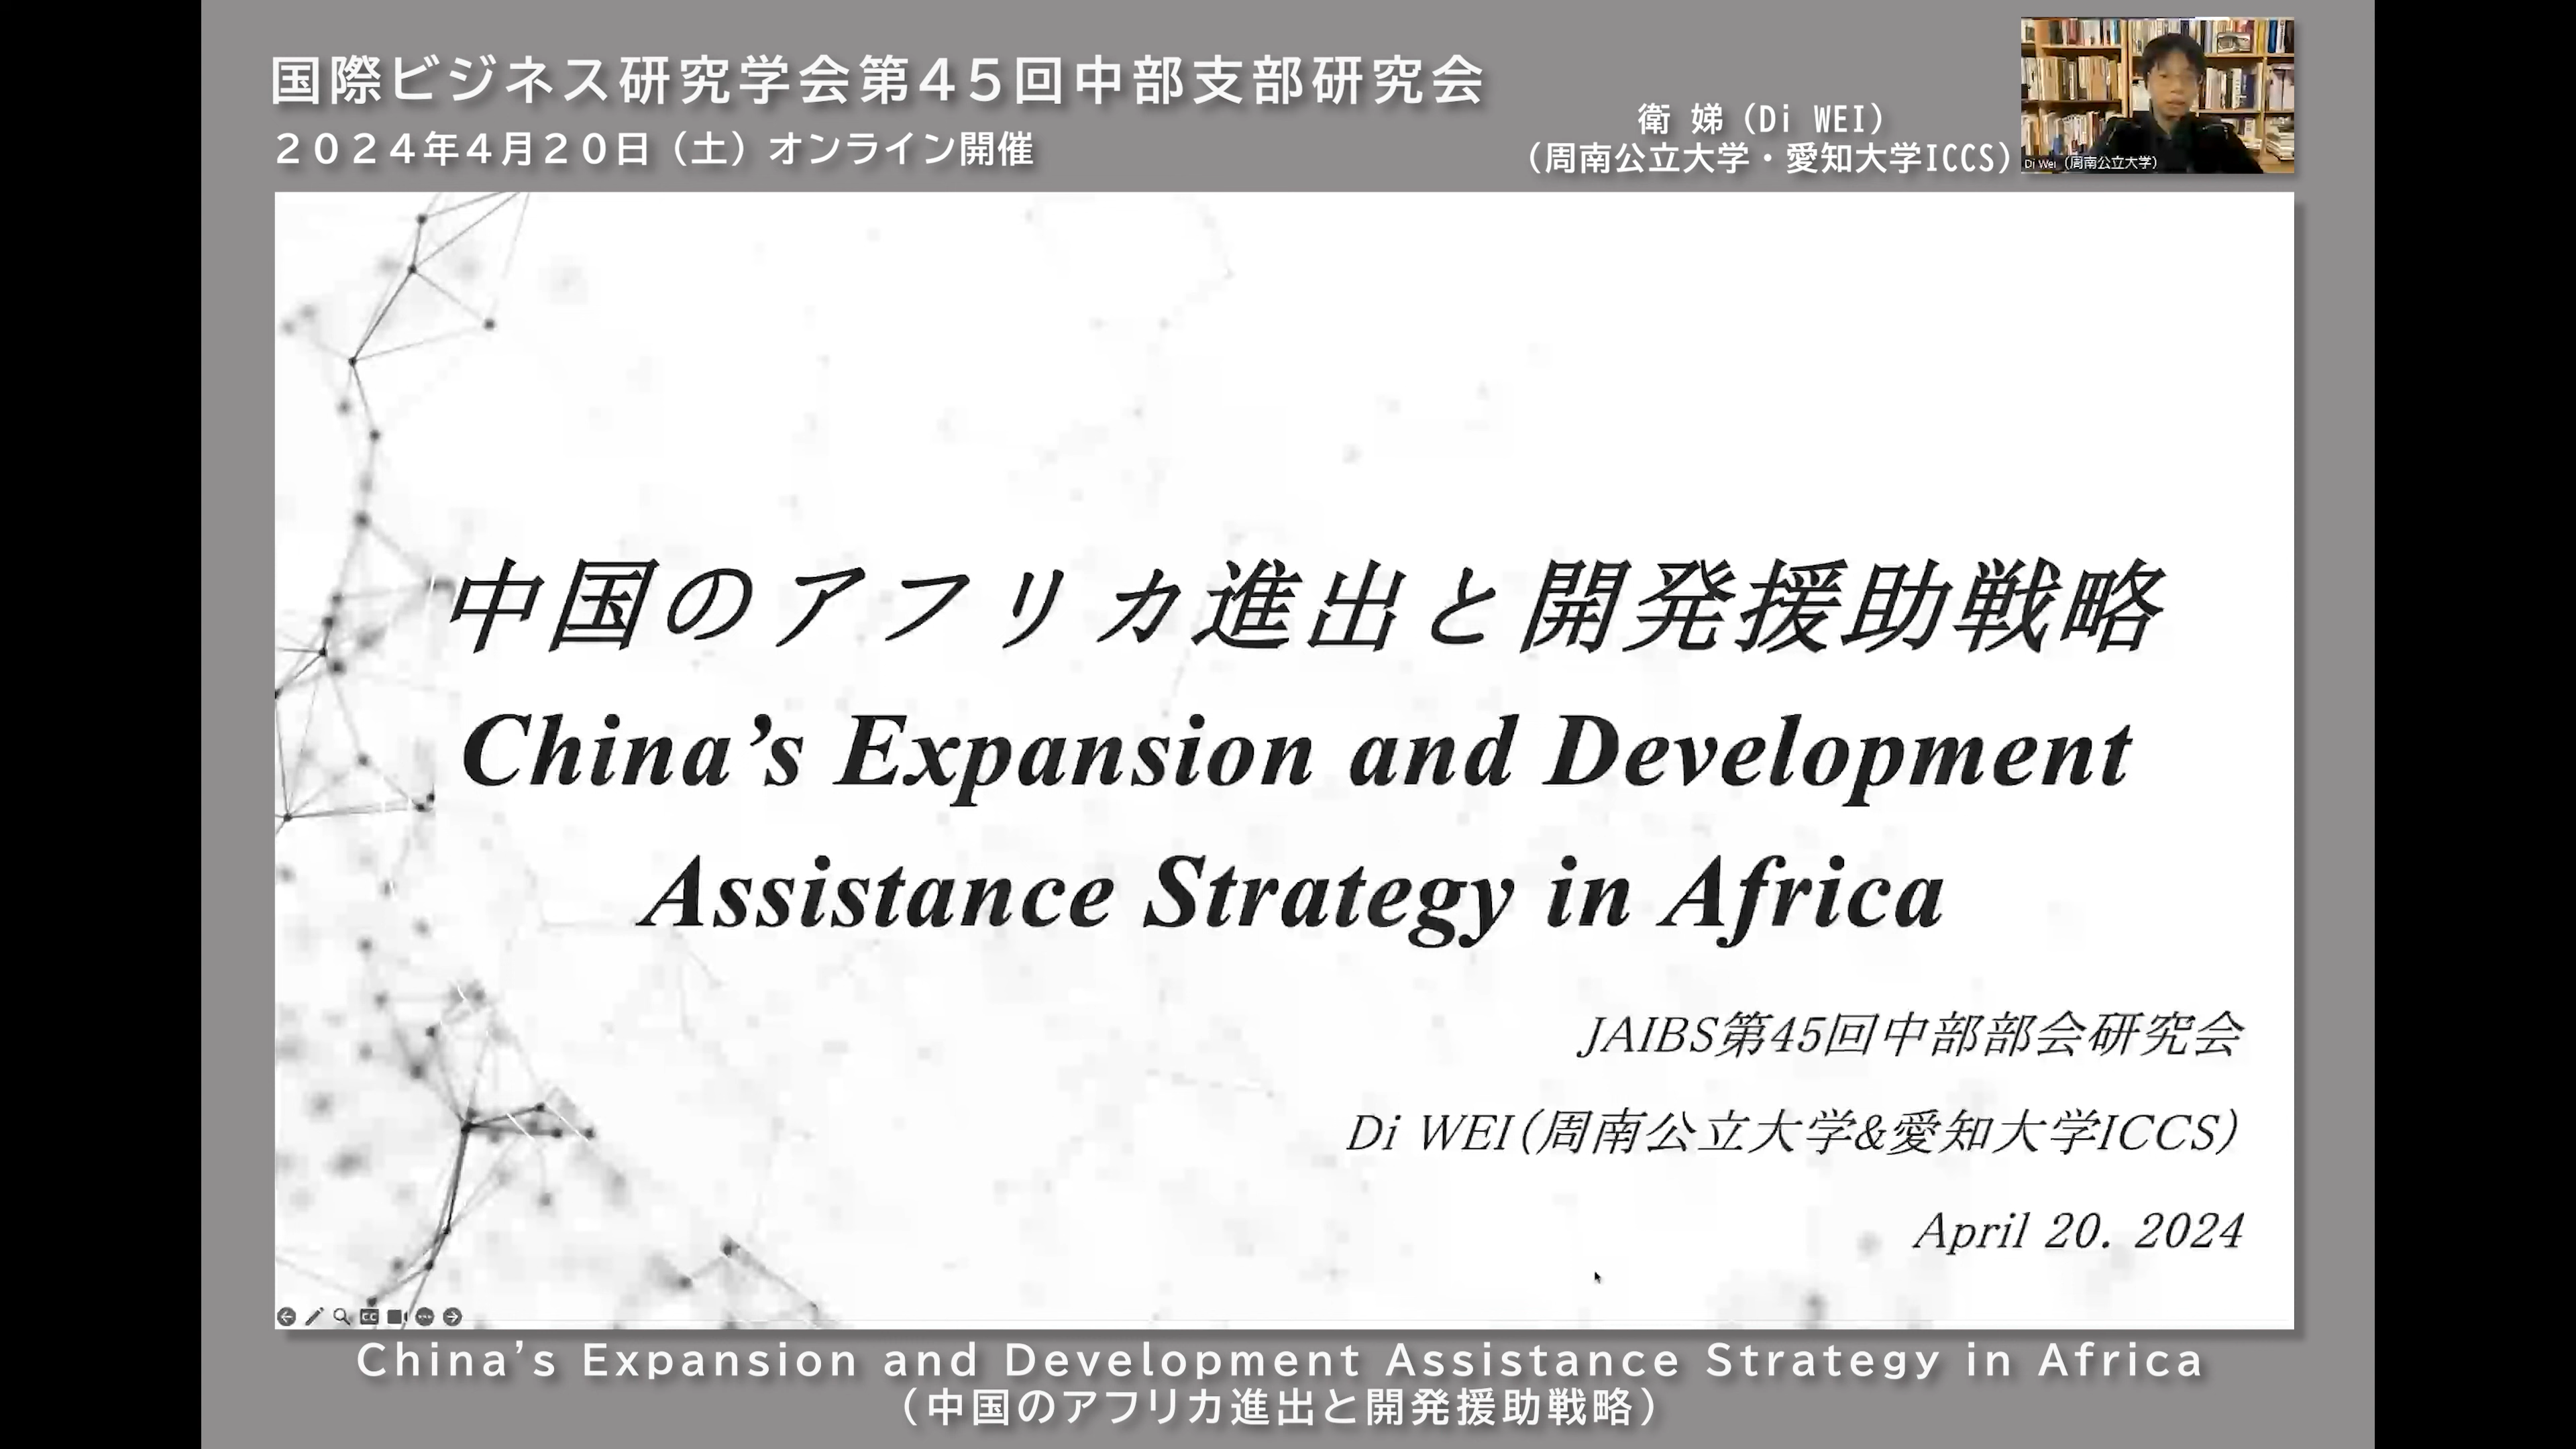 国際ビジネス研究学会第45回中部支部研究会
2024年4月20日（土）オンライン開催
衛 娣（Di WEI）
（周南公立大学・愛知大学ICCS）
Di Wei（周南公立大学）
中国のアフリカ進出と開発援助戦略
China’s Expansion and Development
Assistance Strategy in Africa
JAIBS第45回中部部会研究会
Di WEI（周南公立大学&愛知大学ICCS）
April 20. 2024
CC
China’s Expansion and Development Assistance Strategy in Africa
（中国のアフリカ進出と開発援助戦略）